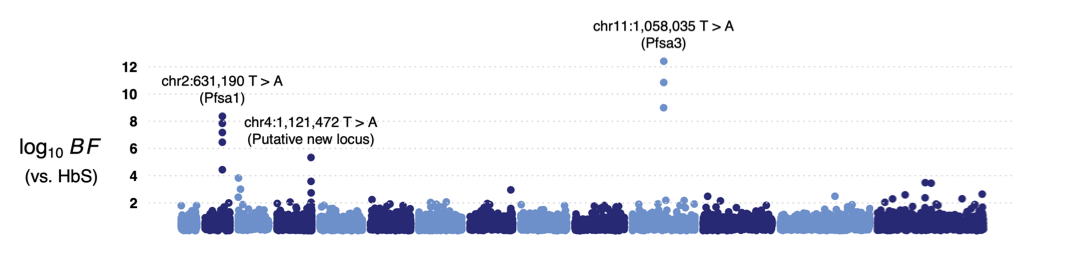 chr11:1,058,035 T > A
(Pfsa3)
12
chr2:631,190 T > A
10
(Pfsa1)
8
chr4:1,121,472 T > A
(Putative new locus)
log10 BF
6
(vs. HbS)
4
2